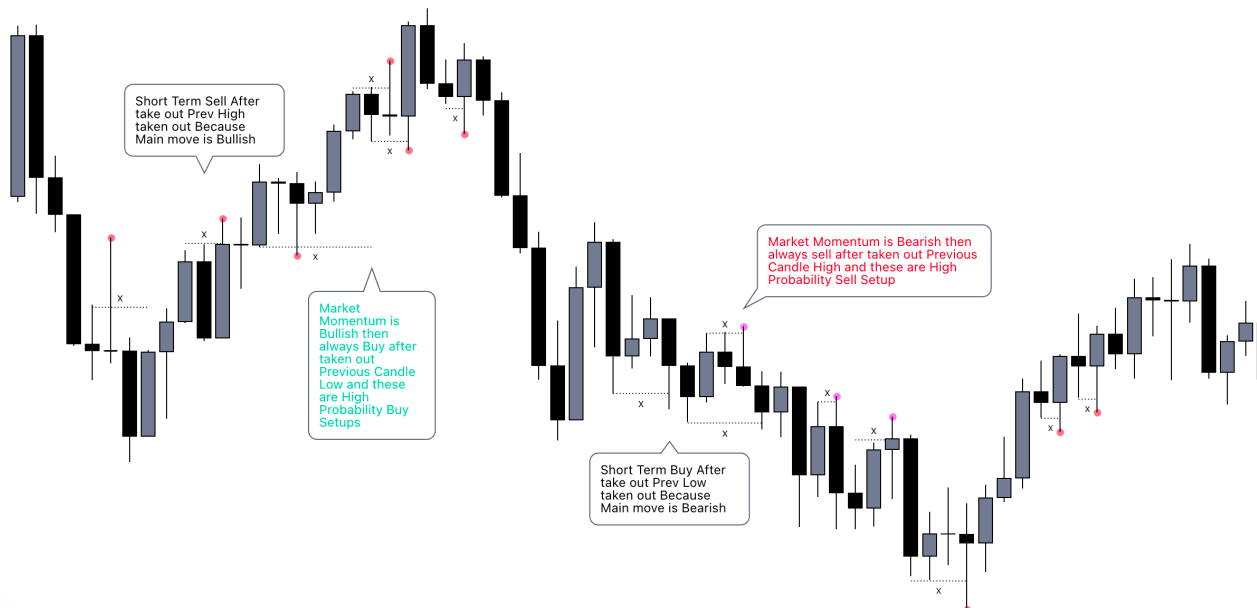 Short Term Sell After
take out Prev High
taken out Because
Main move is Bullish
x
x
x
x
x
x
Market
Momentum is
Bullish then
always Buy after
taken out
Previous Candle
Low and these
are High
Probability Buy
Setups
Market Momentum is Bearish then
always sell after taken out Previous
Candle High and these are High
Probability Sell Setup
x
x
x
x
x
x
x
x
Short Term Buy After
take out Prev Low
taken out Because
Main move is Bearish